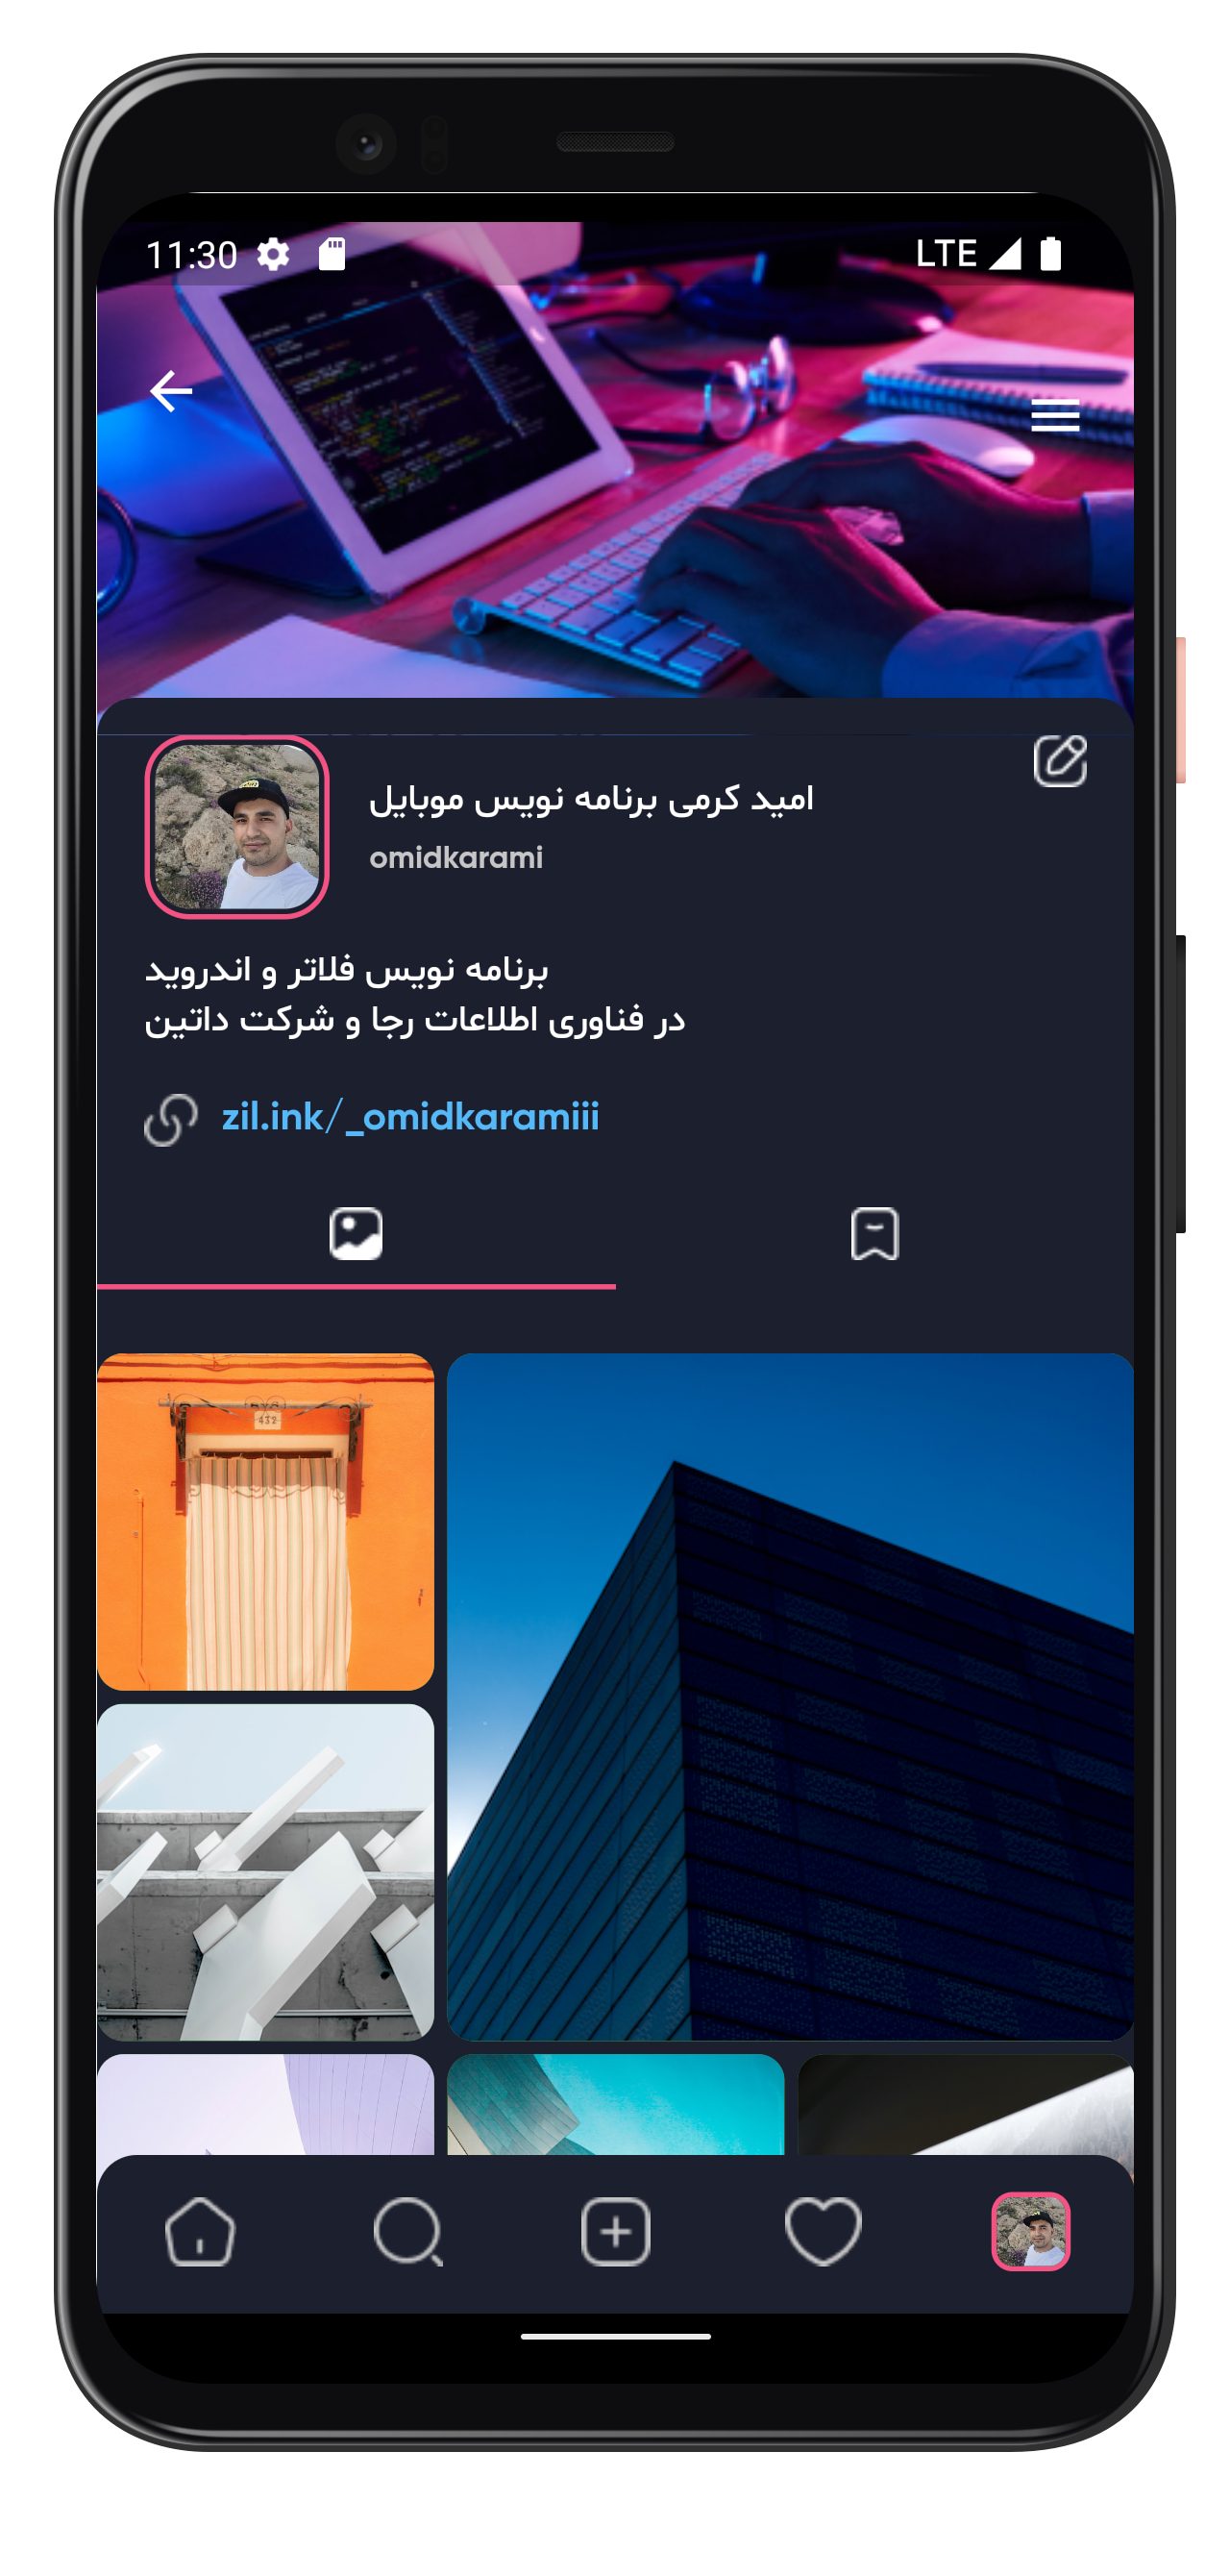 11:30
LTE
امید کرمی برنامه نویس موبایل
omidkarami
برنامه نویس فلاتر و اندروید
در فناوری اطلاعات رجا و شرکت داتین
zil.ink/_omidkaramiii
432